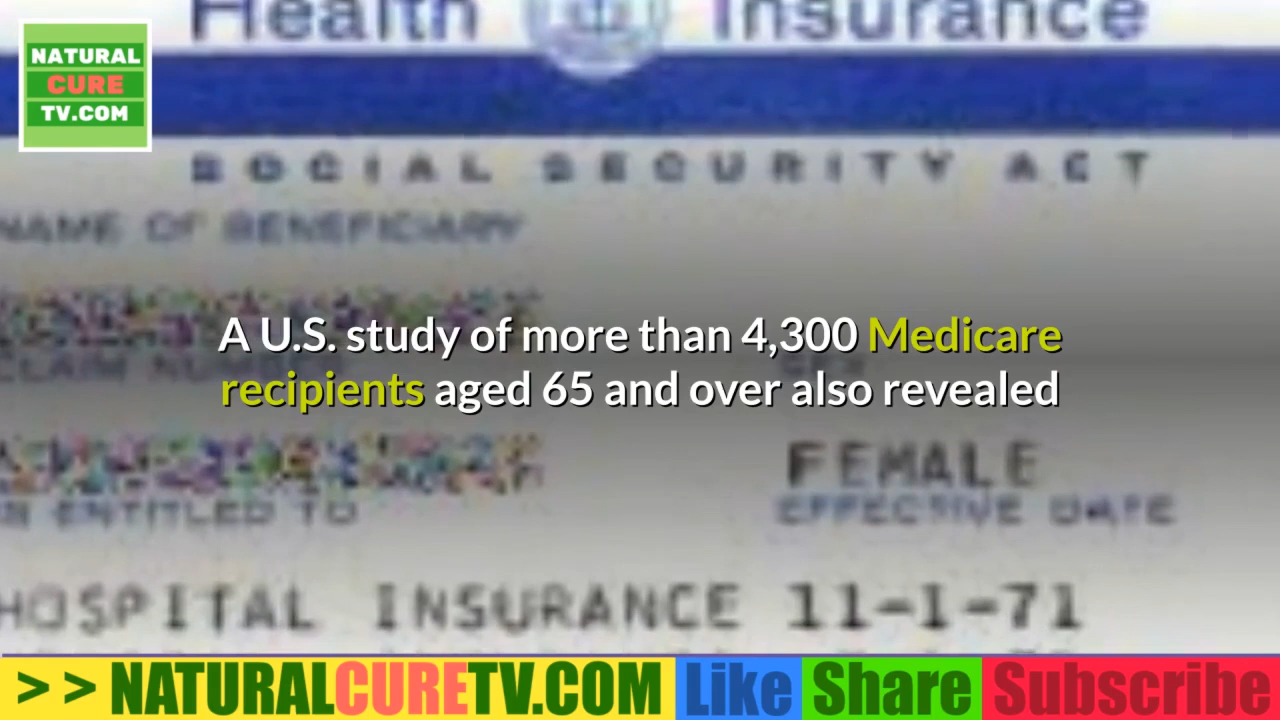 Health Insurance
NATURAL
CURE
TV.COM
SOCIAL SECURITY ACT
NAME OF BENEFICIARY
A U.S. study of more than 4,300 Medicare
recipients aged 65 and over also revealed
FEMALE
ENTITLED TO EFFECTIVE DATE
HOSPITAL INSURANCE 11-1-71
>> NATURALCURETV.COM Like Share Subscribe